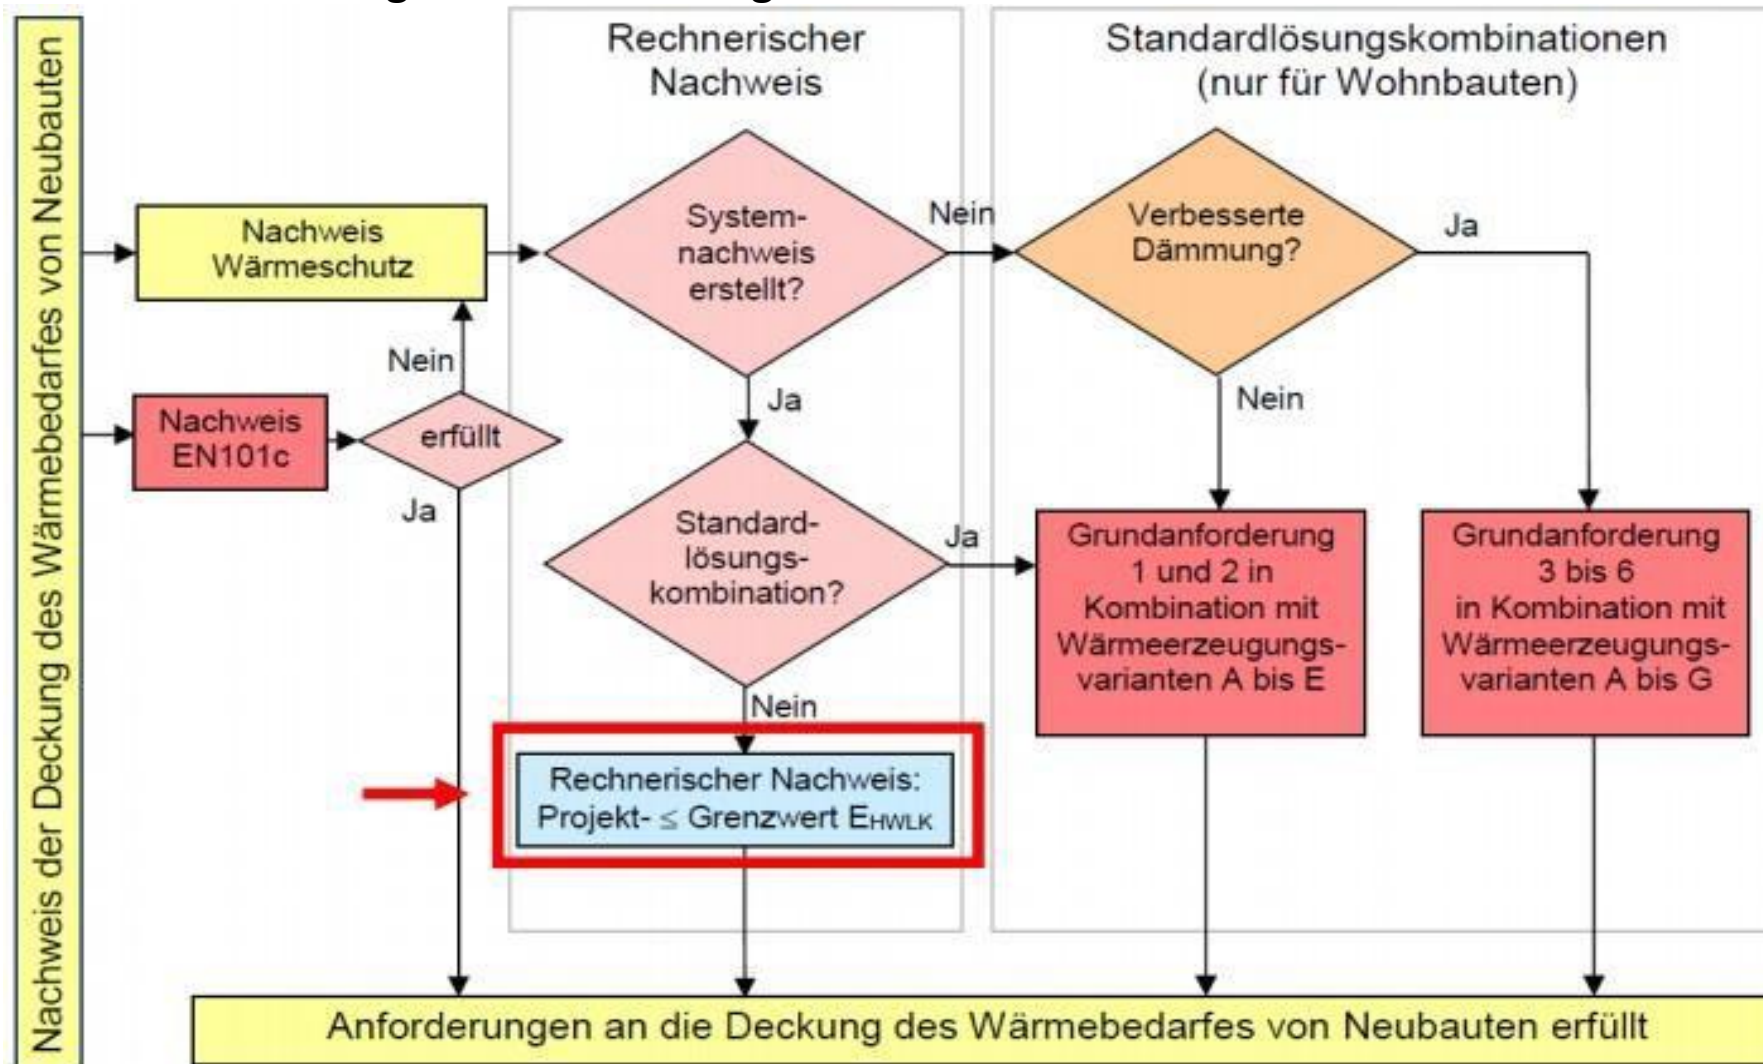 Nachweis der Deckung des Wärmebedarfes von Neubauten
Rechnerischer
Nachweis
Standardlösungskombinationen
(nur für Wohnbauten)
Nachweis
Wärmeschutz
System-
nachweis
erstellt?
Nein
Verbesserte
Dämmung?
Ja
Nein
Nachweis
EN101c
erfüllt
Ja
Ja
Nein
Standard-
lösungs-
kombination?
Ja
Grundanforderung
1 und 2 in
Kombination mit
Wärmeerzeugungs-
varianten A bis E
Grundanforderung
3 bis 6
in Kombination mit
Wärmeerzeugungs-
varianten A bis G
Nein
Rechnerischer Nachweis:
Projekt- ≤ Grenzwert EHWLK
Anforderungen an die Deckung des Wärmebedarfes von Neubauten erfüllt